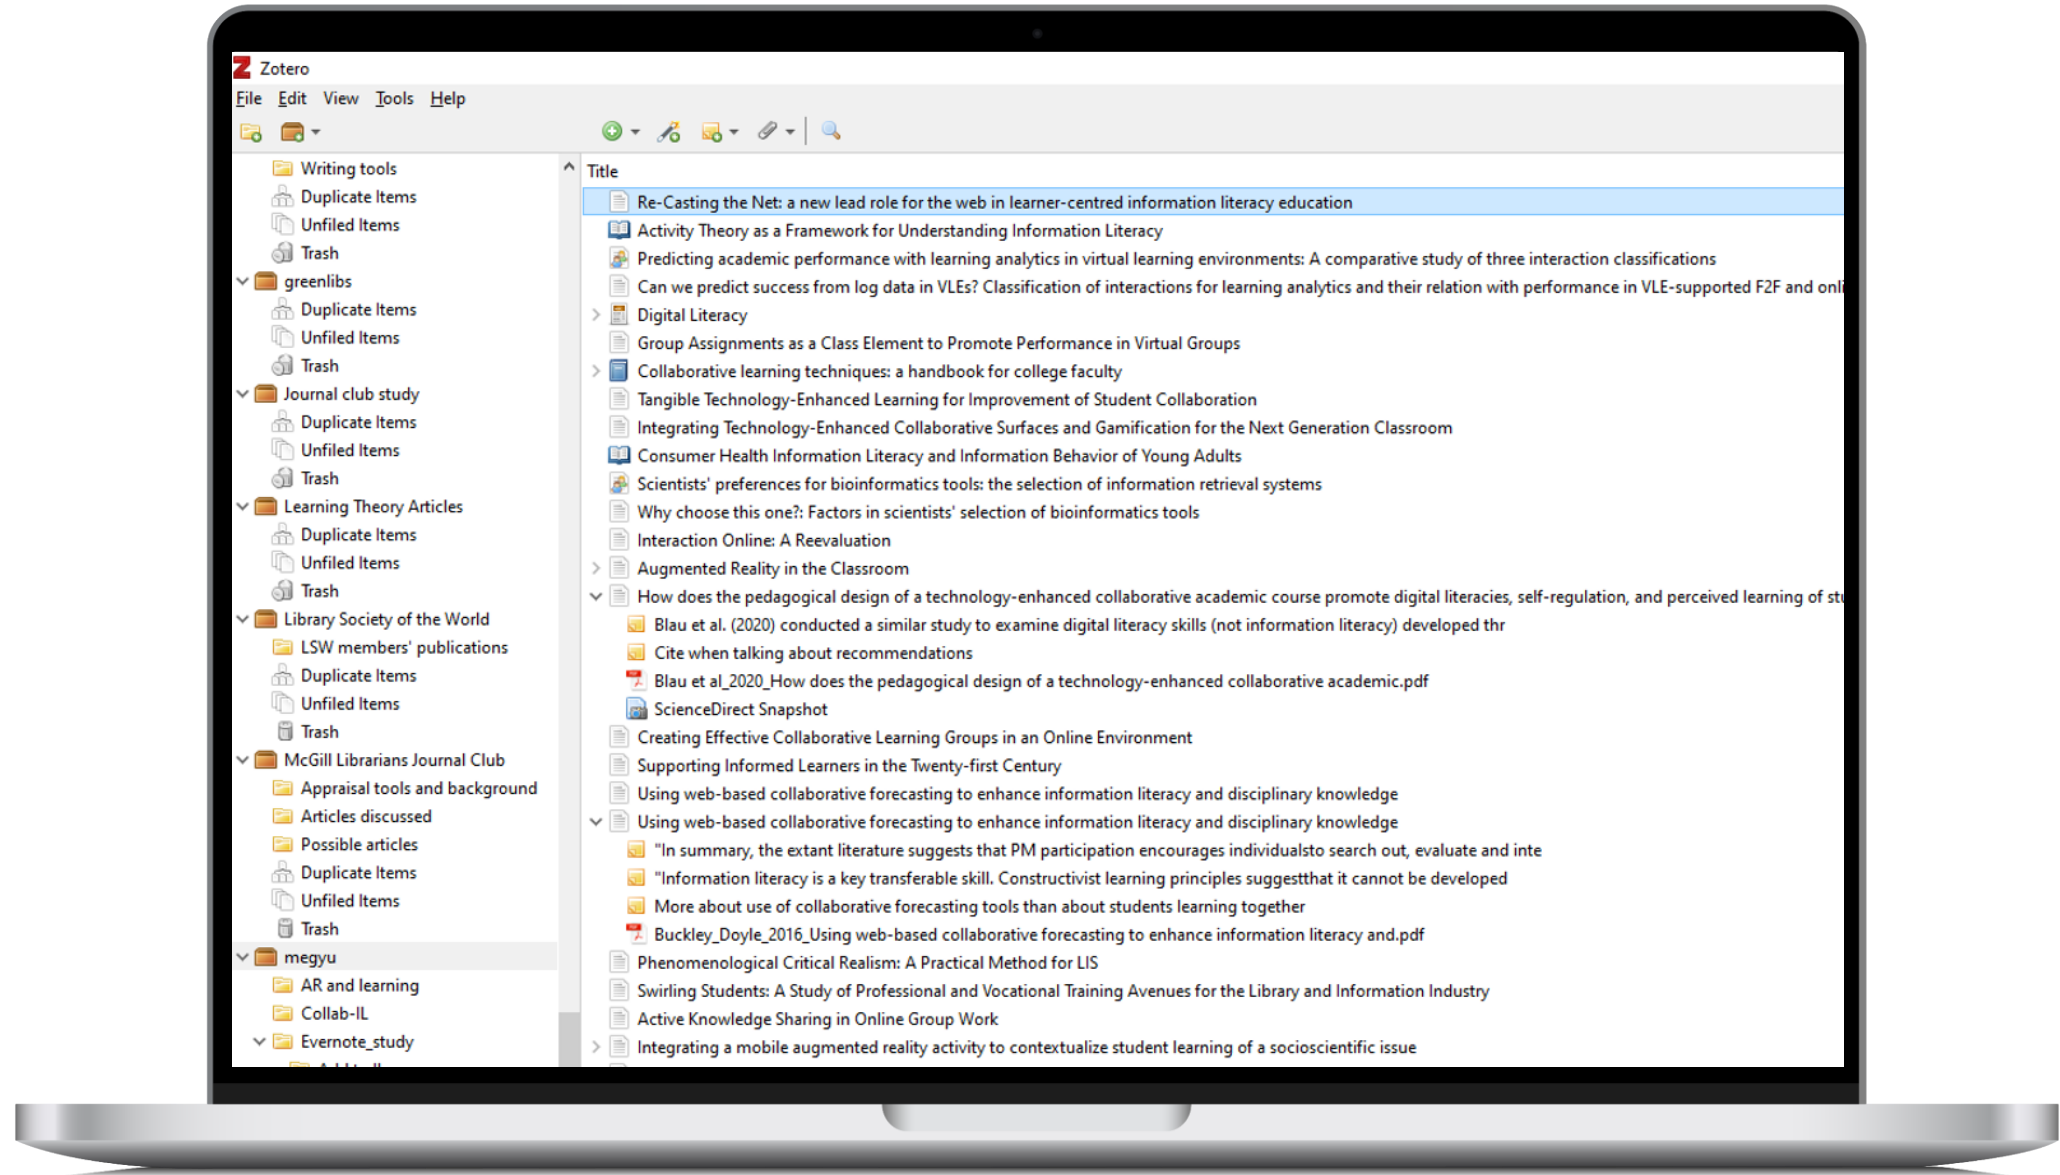 Zotero
File Edit View Tools Help
Writing tools
Duplicate Items
Unfiled Items
Trash
greenlibs
Duplicate Items
Unfiled Items
Trash
Journal club study
Duplicate Items
Unfiled Items
Trash
Learning Theory Articles
Duplicate Items
Unfiled Items
Trash
Library Society of the World
LSW members' publications
Duplicate Items
Unfiled Items
Trash
McGill Librarians Journal Club
Appraisal tools and background
Articles discussed
Possible articles
Duplicate Items
Unfiled Items
Trash
megyu
AR and learning
Collab-IL
Evernote_study
Title
Re-Casting the Net: a new lead role for the web in learner-centred information literacy education
Activity Theory as a Framework for Understanding Information Literacy
Predicting academic performance with learning analytics in virtual learning environments: A comparative study of three interaction classifications
Can we predict success from log data in VLEs? Classification of interactions for learning analytics and their relation with performance in VLE-supported F2F and onli
Digital Literacy
Group Assignments as a Class Element to Promote Performance in Virtual Groups
Collaborative learning techniques: a handbook for college faculty
Tangible Technology-Enhanced Learning for Improvement of Student Collaboration
Integrating Technology-Enhanced Collaborative Surfaces and Gamification for the Next Generation Classroom
Consumer Health Information Literacy and Information Behavior of Young Adults
Scientists' preferences for bioinformatics tools: the selection of information retrieval systems
Why choose this one?: Factors in scientists' selection of bioinformatics tools
Interaction Online: A Reevaluation
Augmented Reality in the Classroom
How does the pedagogical design of a technology-enhanced collaborative academic course promote digital literacies, self-regulation, and perceived learning of stu
Blau et al. (2020) conducted a similar study to examine digital literacy skills (not information literacy) developed thr
Cite when talking about recommendations
Blau et al_2020_How does the pedagogical design of a technology-enhanced collaborative academic.pdf
ScienceDirect Snapshot
Creating Effective Collaborative Learning Groups in an Online Environment
Supporting Informed Learners in the Twenty-first Century
Using web-based collaborative forecasting to enhance information literacy and disciplinary knowledge
Using web-based collaborative forecasting to enhance information literacy and disciplinary knowledge
"In summary, the extant literature suggests that PM participation encourages individualsto search out, evaluate and inte
"Information literacy is a key transferable skill. Constructivist learning principles suggestthat it cannot be developed
More about use of collaborative forecasting tools than about students learning together
Buckley_Doyle_2016_Using web-based collaborative forecasting to enhance information literacy and.pdf
Phenomenological Critical Realism: A Practical Method for LIS
Swirling Students: A Study of Professional and Vocational Training Avenues for the Library and Information Industry
Active Knowledge Sharing in Online Group Work
Integrating a mobile augmented reality activity to contextualize student learning of a socioscientific issue